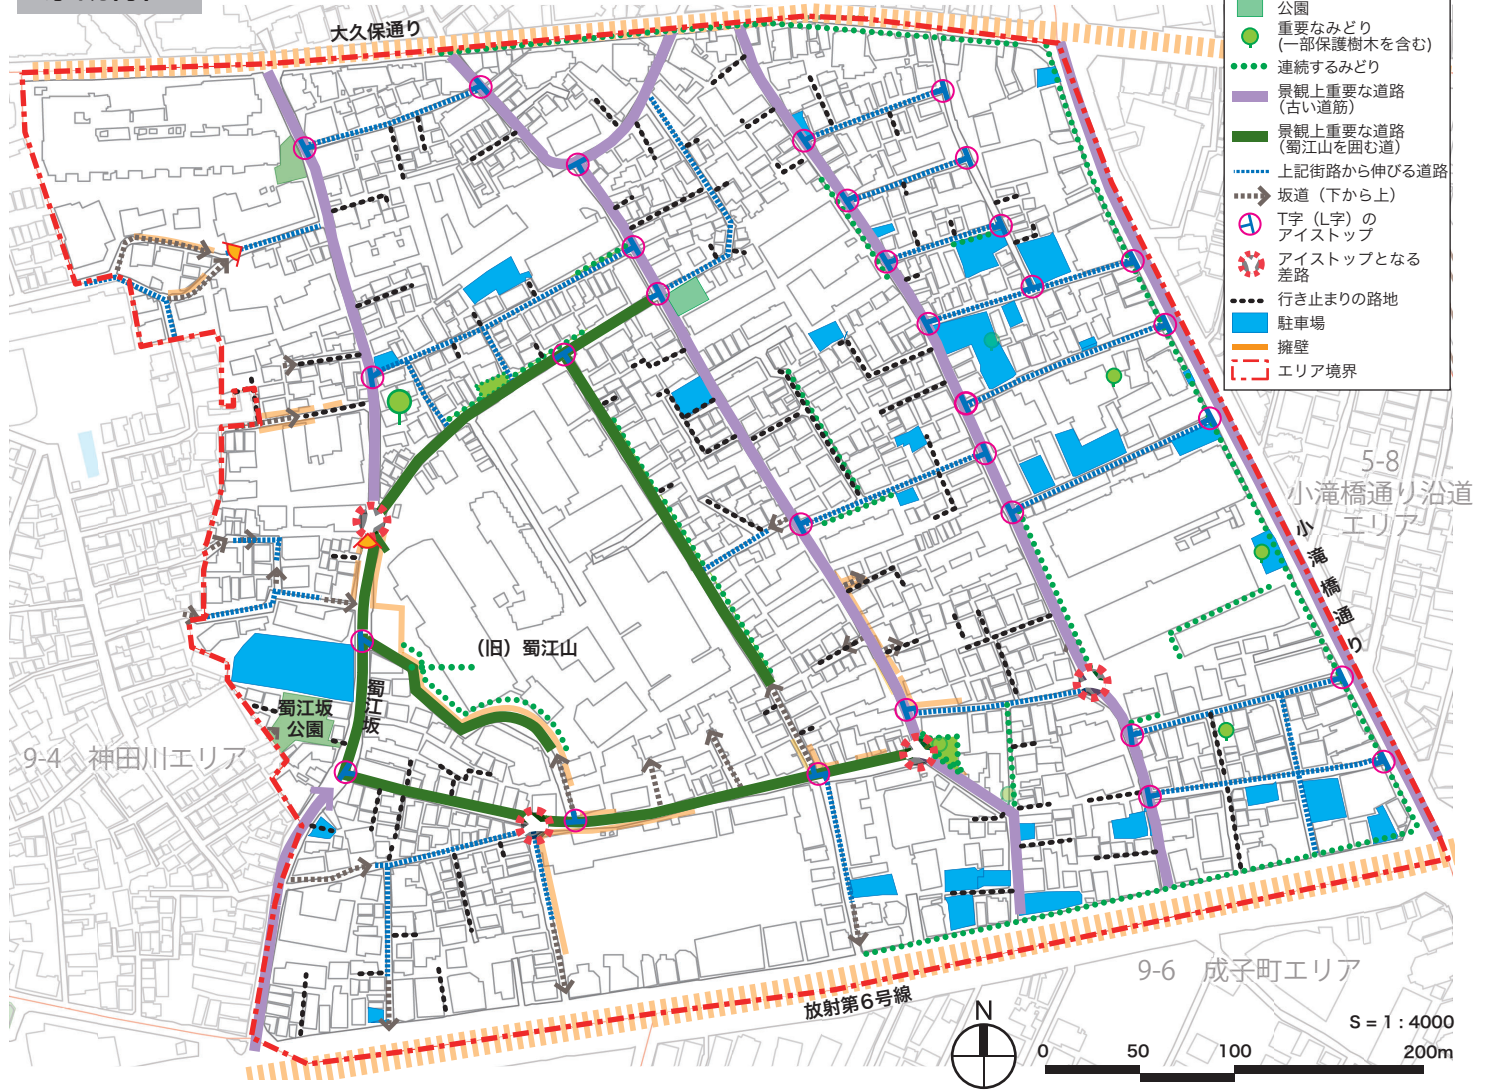 大久保通り
公園
重要なみどり
(一部保護樹木を含む)
連続するみどり
景観上重要な道路
(古い道筋)
景観上重要な道路
(蜀江山を囲む道)
上記街路から伸びる道路
坂道（下から上）
T字（L字）の
アイストップ
アイストップとなる
差路
行き止まりの路地
駐車場
擁壁
エリア境界
5-8
小滝橋通り沿道
エリア
小滝橋通り
(旧) 蜀江山
蜀江坂
蜀江坂
公園
9-4 神田川エリア
9-6 成子町エリア
放射第6号線
N
S = 1 : 4000
0 50 100 200m